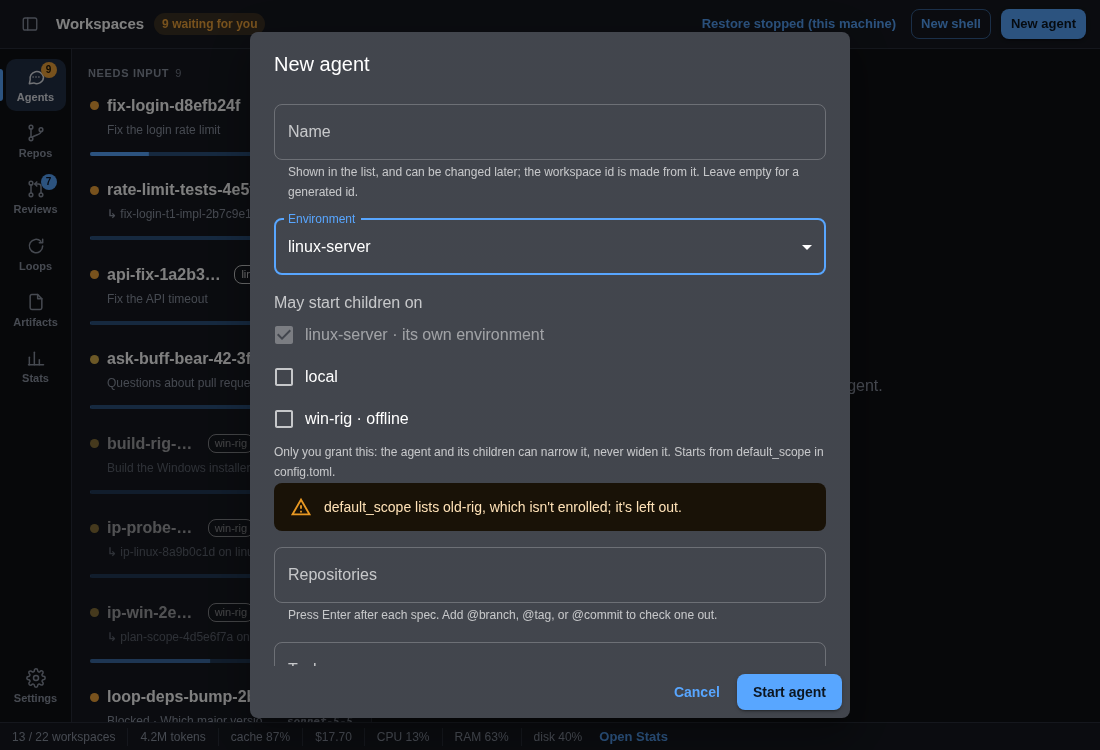 Workspaces
9 waiting for you
Restore stopped (this machine)
New shell
New agent
9
Agents
Repos
7
Reviews
Loops
Artifacts
Stats
Settings
NEEDS INPUT 9
fix-login-d8efb24f
Fix the login rate limit
rate-limit-tests-4e5
↳ fix-login-t1-impl-2b7c9e1
api-fix-1a2b3…
Fix the API timeout
ask-buff-bear-42-3f
Questions about pull reque
build-rig-…
win-rig
Build the Windows installer
ip-probe-…
win-rig
↳ ip-linux-8a9b0c1d on linu
ip-win-2e…
win-rig
↳ plan-scope-4d5e6f7a on
loop-deps-bump-2
Blocked · Which major versio
New agent
Name
Shown in the list, and can be changed later; the workspace id is made from it. Leave empty for a
generated id.
Environment
linux-server
May start children on
linux-server · its own environment
local
win-rig · offline
Only you grant this: the agent and its children can narrow it, never widen it. Starts from default_scope in
config.toml.
default_scope lists old-rig, which isn't enrolled; it's left out.
Repositories
Press Enter after each spec. Add @branch, @tag, or @commit to check one out.
Cancel
Start agent
gent.
13 / 22 workspaces
4.2M tokens
cache 87%
$17.70
CPU 13%
RAM 63%
disk 40%
Open Stats